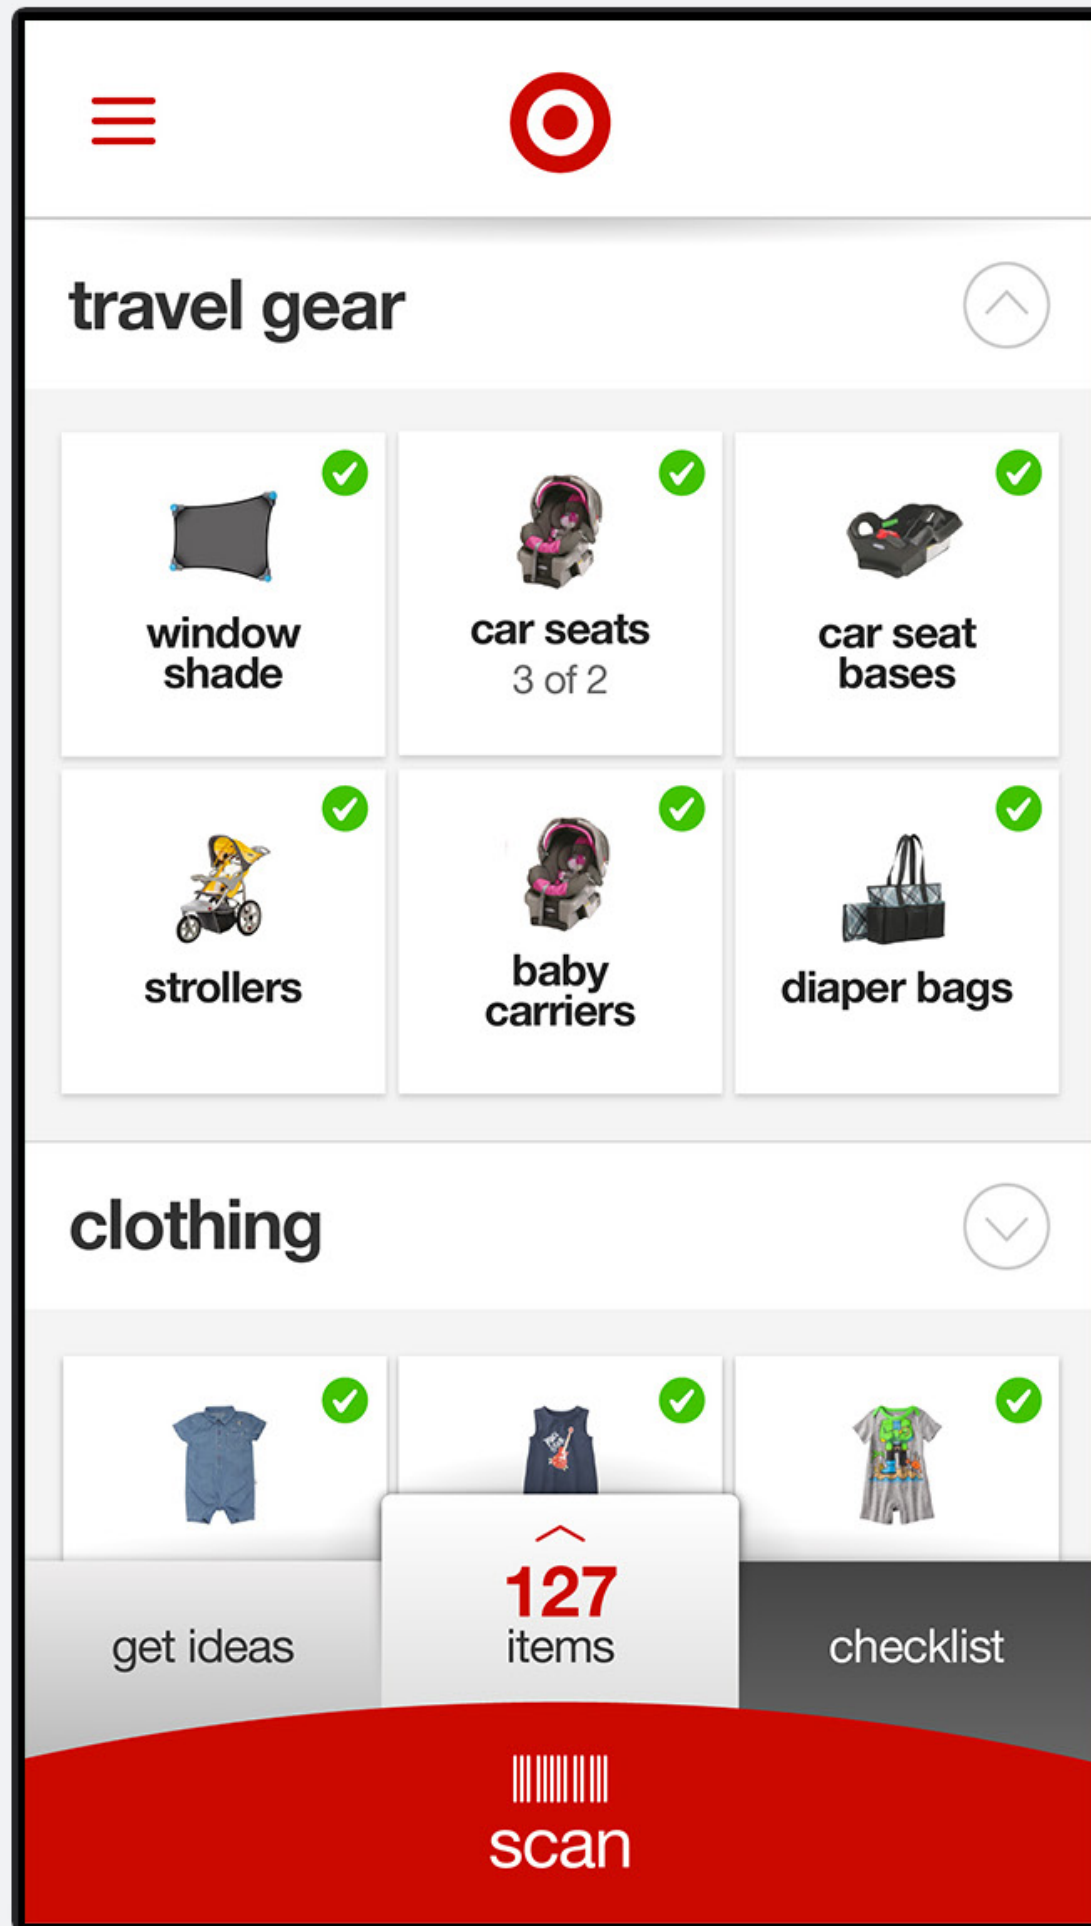 travel gear
window
shade
car seats
3 of 2
car seat
bases
strollers
baby
carriers
diaper bags
clothing
get ideas
127
items
checklist
scan